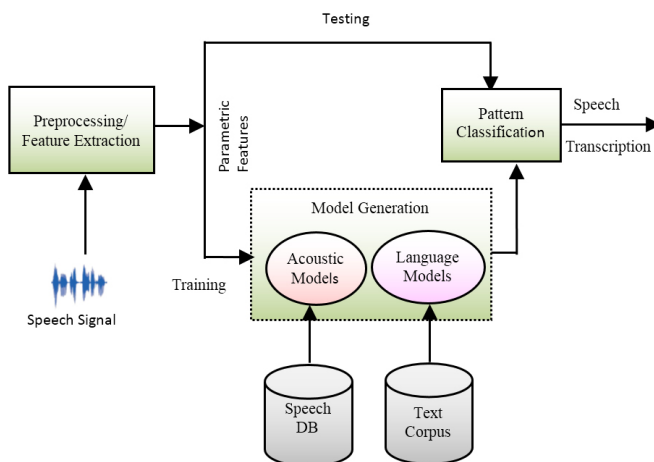 Testing
Preprocessing/
Feature Extraction
Parametric
Features
Pattern
Classification
Speech
Transcription
Model Generation
Acoustic
Models
Language
Models
Training
Speech Signal
Speech
DB
Text
Corpus